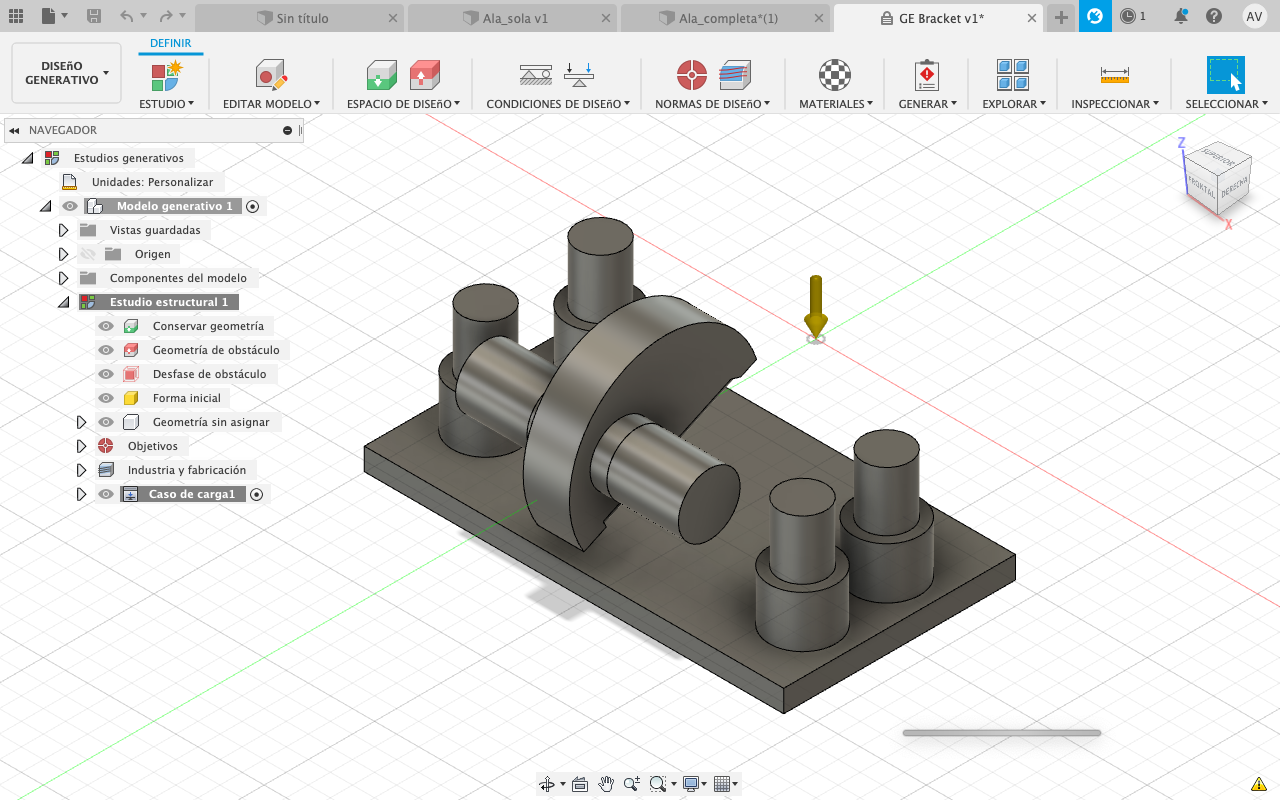 Sin título
Ala_sola v1
Ala_completa*(1)
GE Bracket v1*
1
AV
DISEñO GENERATIVO
DEFINIR
ESTUDIO
EDITAR MODELO
ESPACIO DE DISEñO
CONDICIONES DE DISEñO
NORMAS DE DISEñO
MATERIALES
GENERAR
EXPLORAR
INSPECCIONAR
SELECCIONAR
NAVEGADOR
Estudios generativos
Unidades: Personalizar
Modelo generativo 1
Vistas guardadas
Origen
Componentes del modelo
Estudio estructural 1
Conservar geometría
Geometría de obstáculo
Desfase de obstáculo
Forma inicial
Geometría sin asignar
Objetivos
Industria y fabricación
Caso de carga1
Z
SUPERIOR
FRONTAL
DERECHA
X